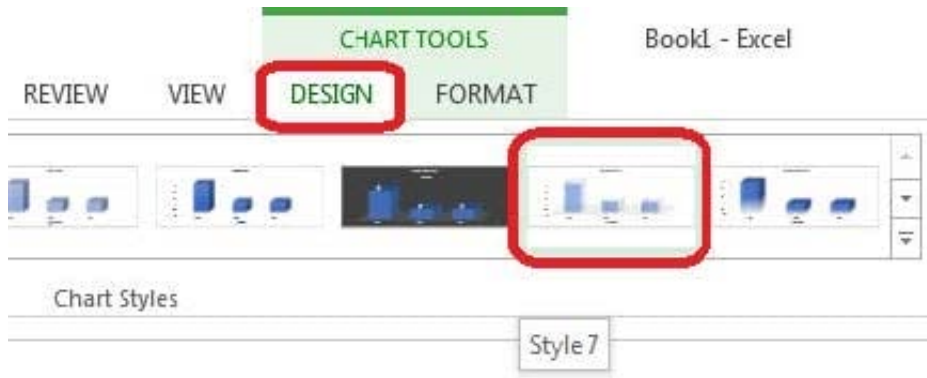 CHART TOOLS Book1 - Excel
REVIEW VIEW DESIGN FORMAT
Chart Styles
Style 7